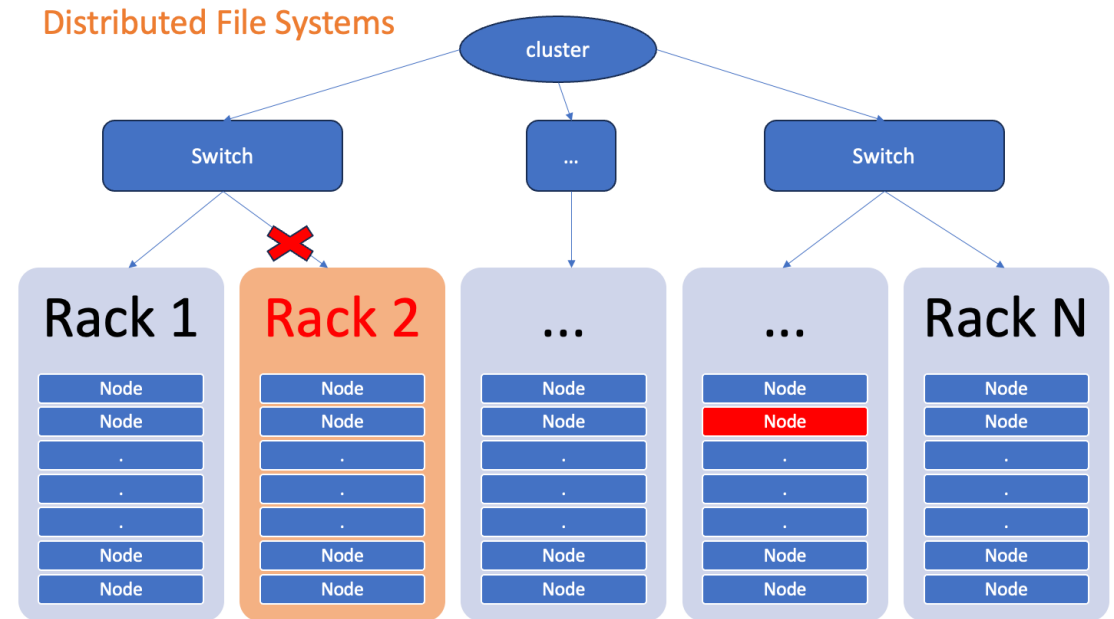 Distributed File Systems
cluster
Switch
...
Switch
Rack 1
Rack 2
...
...
Rack N
Node
Node
.
.
.
Node
Node
Node
Node
.
.
.
Node
Node
Node
Node
.
.
.
Node
Node
Node
Node
.
.
.
Node
Node
Node
Node
.
.
.
Node
Node